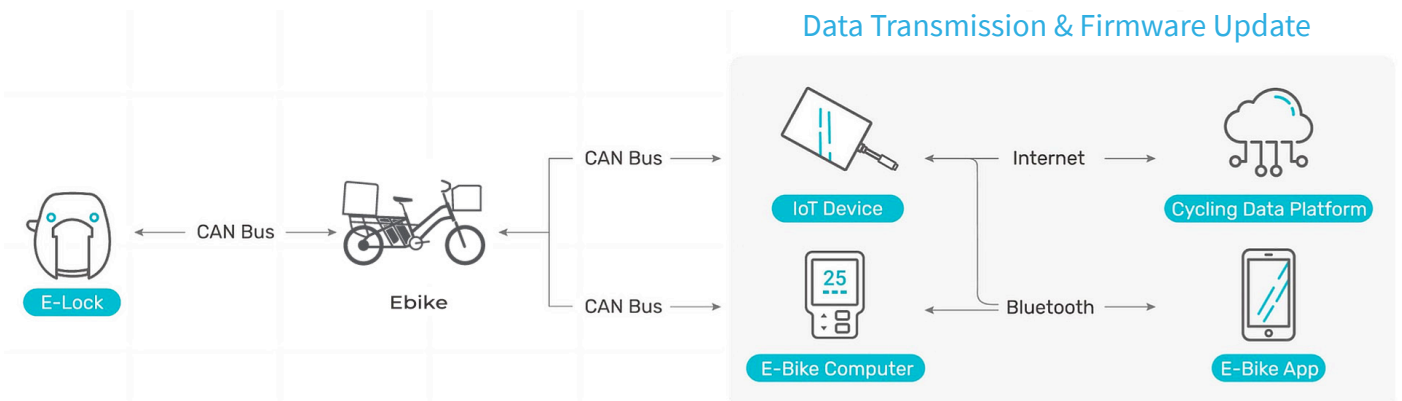 Data Transmission & Firmware Update
CAN Bus
Internet
IoT Device
Cycling Data Platform
CAN Bus
E-Lock
Ebike
25
CAN Bus
Bluetooth
E-Bike Computer
E-Bike App